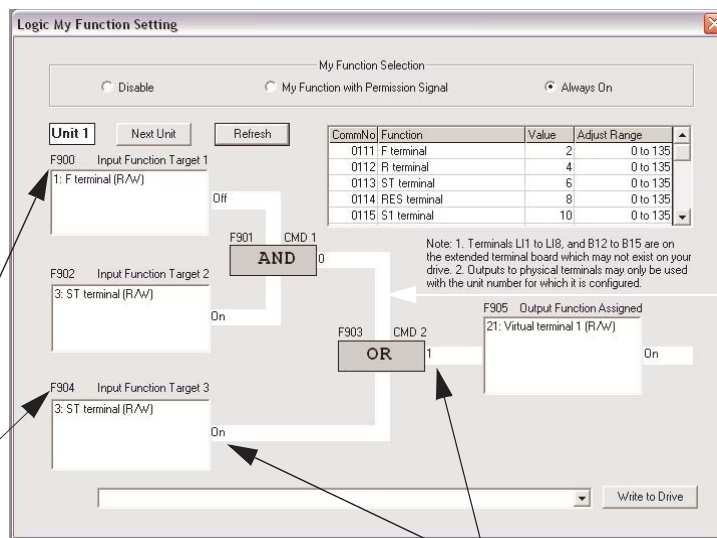 Logic My Function Setting
My Function Selection
Disable
My Function with Permission Signal
Always On
Unit 1
Next Unit
Refresh
CommNo Function Value Adjust Range
0111 F terminal 2 0 to 135
0112 R terminal 4 0 to 135
0113 ST terminal 6 0 to 135
0114 RES terminal 8 0 to 135
0115 S1 terminal 10 0 to 135
F900 Input Function Target 1
1: F terminal (R/W)
Off
F901 CMD 1
AND
0
Note: 1. Terminals LI1 to LI8, and B12 to B15 are on
the extended terminal board which may not exist on your
drive. 2. Outputs to physical terminals may only be used
with the unit number for which it is configured.
F902 Input Function Target 2
3: ST terminal (R/W)
On
F903 CMD 2
OR
1
F905 Output Function Assigned
21: Virtual terminal 1 (R/W)
On
F904 Input Function Target 3
3: ST terminal (R/W)
On
Write to Drive